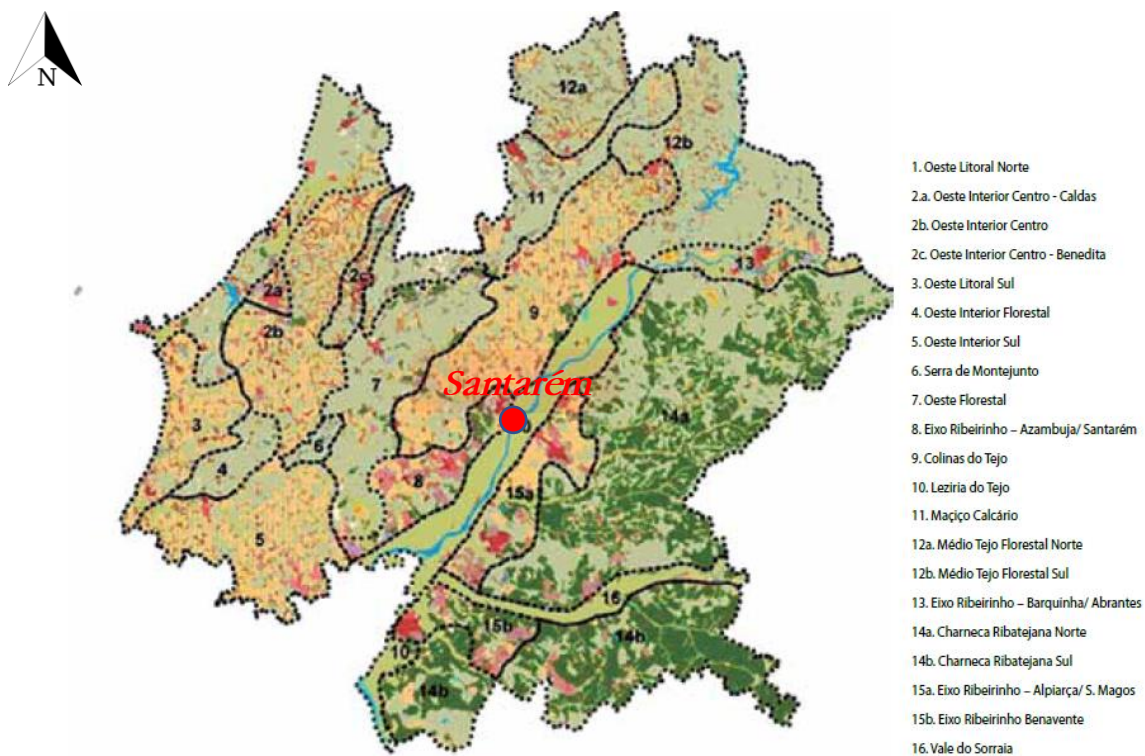 N
12a
12b
11
1
13
2c
2a
9
2b
7
Santarém
14a
3
6
4
8
15a
5
16
15b
14b
10
14b
1. Oeste Litoral Norte
2.a. Oeste Interior Centro - Caldas
2b. Oeste Interior Centro
2c. Oeste Interior Centro - Benedita
3. Oeste Litoral Sul
4. Oeste Interior Florestal
5. Oeste Interior Sul
6. Serra de Montejunto
7. Oeste Florestal
8. Eixo Ribeirinho – Azambuja/ Santarém
9. Colinas do Tejo
10. Leziria do Tejo
11. Maçiço Calcário
12a. Médio Tejo Florestal Norte
12b. Médio Tejo Florestal Sul
13. Eixo Ribeirinho – Barquinha/ Abrantes
14a. Charneca Ribatejana Norte
14b. Charneca Ribatejana Sul
15a. Eixo Ribeirinho – Alpiarça/ S. Magos
15b. Eixo Ribeirinho Benavente
16. Vale do Sorraia